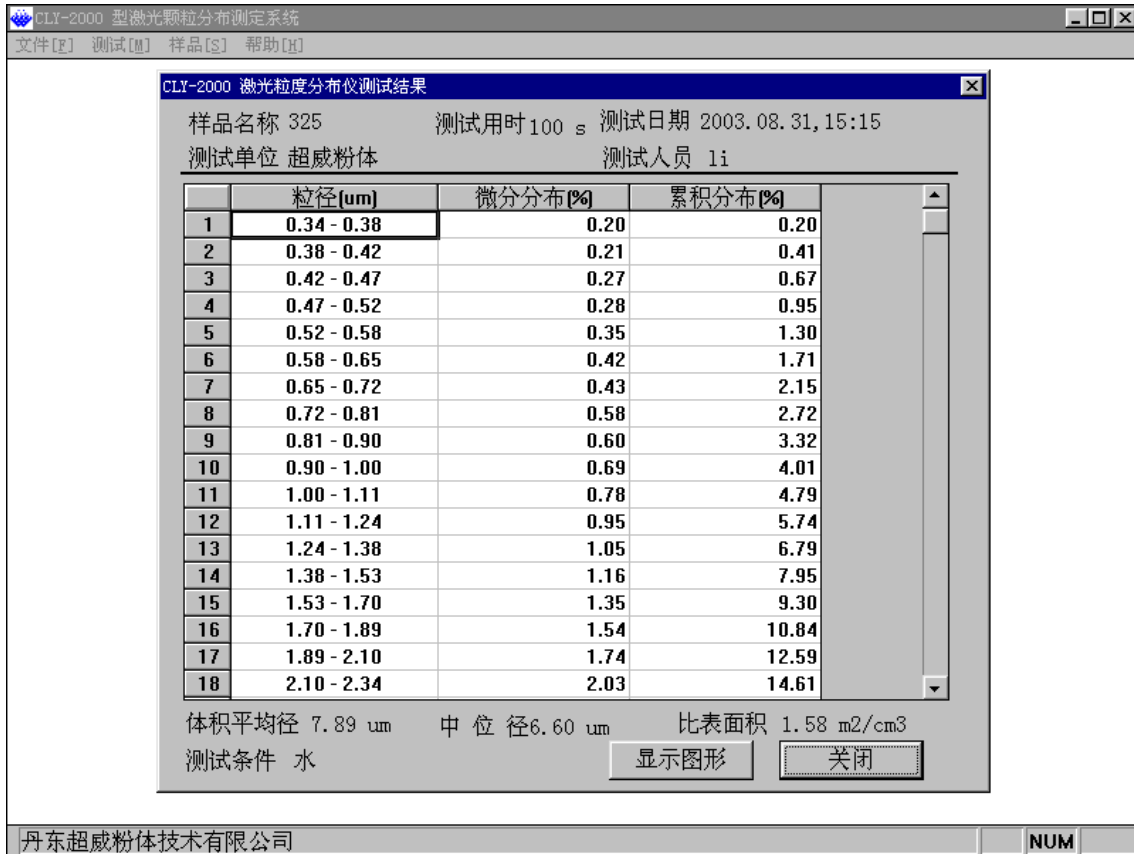 CLY-2000 型激光颗粒分布测定系统
文件[F] 测试[M] 样品[S] 帮助[H]
CLY-2000 激光粒度分布仪测试结果
样品名称 325 测试用时100 s 测试日期 2003.08.31,15:15
测试单位 超威粉体 测试人员 li
粒径(um) 微分分布(%) 累积分布(%)
1 0.34 - 0.38 0.20 0.20
2 0.38 - 0.42 0.21 0.41
3 0.42 - 0.47 0.27 0.67
4 0.47 - 0.52 0.28 0.95
5 0.52 - 0.58 0.35 1.30
6 0.58 - 0.65 0.42 1.71
7 0.65 - 0.72 0.43 2.15
8 0.72 - 0.81 0.58 2.72
9 0.81 - 0.90 0.60 3.32
10 0.90 - 1.00 0.69 4.01
11 1.00 - 1.11 0.78 4.79
12 1.11 - 1.24 0.95 5.74
13 1.24 - 1.38 1.05 6.79
14 1.38 - 1.53 1.16 7.95
15 1.53 - 1.70 1.35 9.30
16 1.70 - 1.89 1.54 10.84
17 1.89 - 2.10 1.74 12.59
18 2.10 - 2.34 2.03 14.61
体积平均径 7.89 um 中 位 径6.60 um 比表面积 1.58 m2/cm3
测试条件 水 显示图形 关闭
丹东超威粉体技术有限公司 NUM